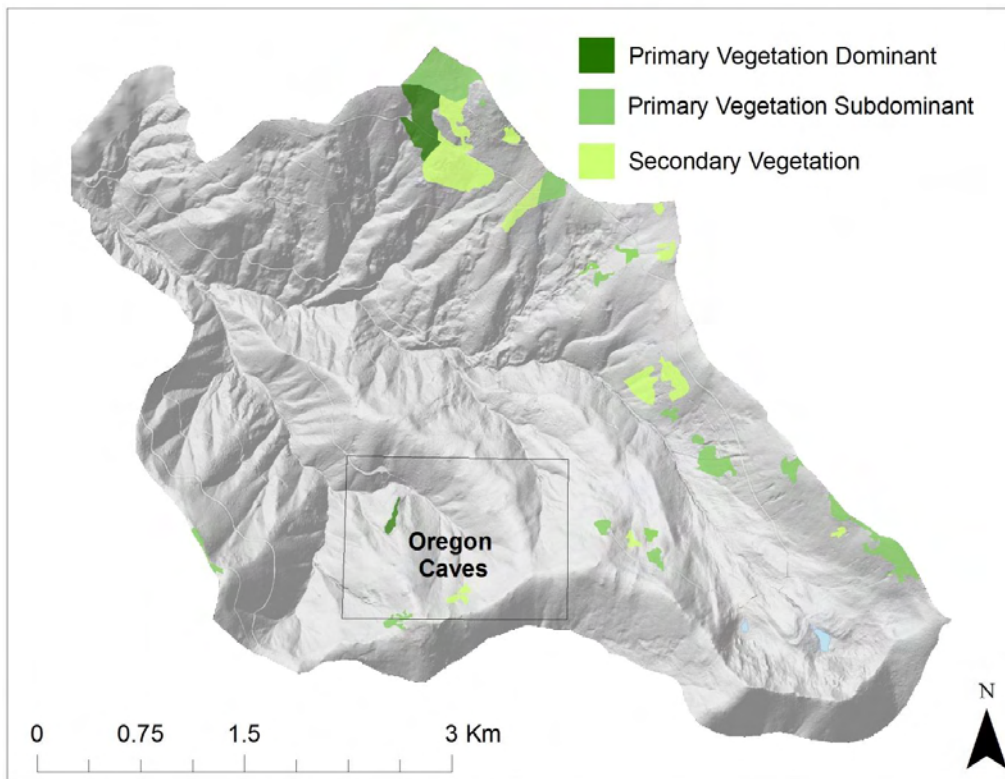 Primary Vegetation Dominant
Primary Vegetation Subdominant
Secondary Vegetation
Oregon
Caves
N
0 0.75 1.5 3 Km